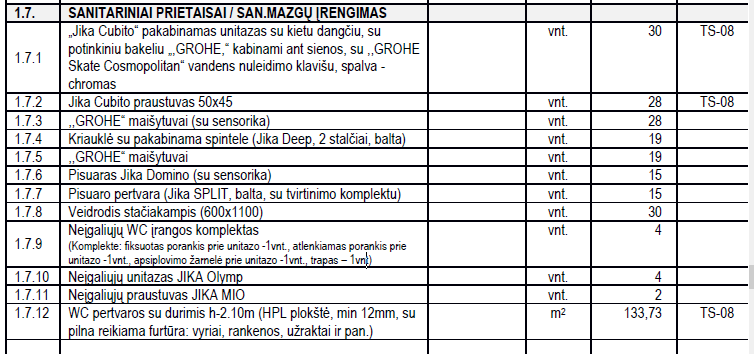 1.7. SANITARINIAI PRIETAISAI / SAN.MAZGŲ ĮRENGIMAS
1.7.1 „Jika Cubito“ pakabinamas unitazas su kietu dangčiu, su vnt. 30 TS-08
potinkiniu bakeliu „,GROHE,“ kabinami ant sienos, su ,,GROHE
Skate Cosmopolitan“ vandens nuleidimo klavišu, spalva -
chromas
1.7.2 Jika Cubito praustuvas 50x45 vnt. 28 TS-08
1.7.3 ,,GROHE“ maišytuvai (su sensorika) vnt. 28
1.7.4 Kriauklė su pakabinama spintele (Jika Deep, 2 stalčiai, balta) vnt. 19
1.7.5 ,,GROHE“ maišytuvai vnt. 19
1.7.6 Pisuaras Jika Domino (su sensorika) vnt. 15
1.7.7 Pisuaro pertvara (Jika SPLIT, balta, su tvirtinimo komplektu) vnt. 15
1.7.8 Veidrodis stačiakampis (600x1100) vnt. 30
1.7.9 Neįgaliųjų WC įrangos komplektas vnt. 4
(Komplekte: fiksuotas porankis prie unitazo -1vnt., atlenkiamas porankis prie
unitazo -1vnt., apsiplovimo žarnelė prie unitazo -1vnt., trapas – 1vnt)
1.7.10 Neįgaliųjų unitazas JIKA Olymp vnt. 4
1.7.11 Neįgaliųjų praustuvas JIKA MIO vnt. 2
1.7.12 WC pertvaros su durimis h-2.10m (HPL plokštė, min 12mm, su m² 133,73 TS-08
pilna reikiama furtūra: vyriai, rankenos, užraktai ir pan.)